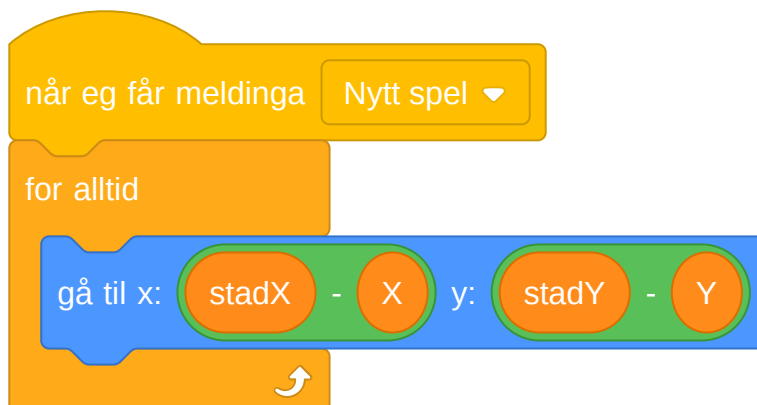 når eg får meldinga Nytt spel
for alltid
gå til x: stadX - X y: stadY - Y